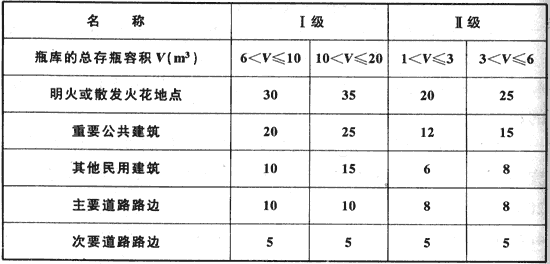 名 称 Ⅰ级 Ⅱ级
瓶库的总存瓶容积V(m³) 6<V≤10 10<V≤20 1<V≤3 3<V≤6
明火或散发火花地点 30 35 20 25
重要公共建筑 20 25 12 15
其他民用建筑 10 15 6 8
主要道路路边 10 10 8 8
次要道路路边 5 5 5 5